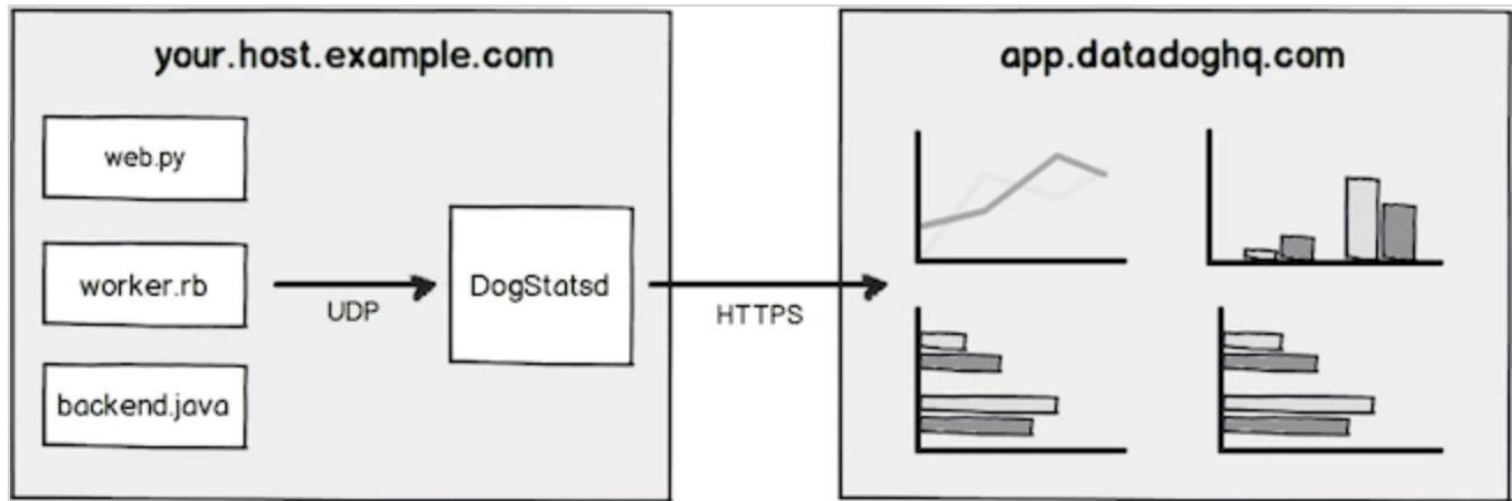 your.host.example.com
web.py
worker.rb
backend.java
UDP
DogStatsd
HTTPS
app.datadoghq.com